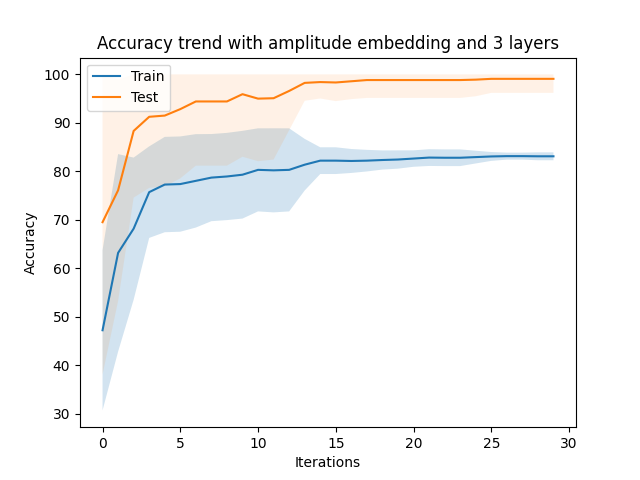 Accuracy trend with amplitude embedding and 3 layers
Train
Test
100
90
80
70
60
50
40
30
Accuracy
0 5 10 15 20 25 30
Iterations